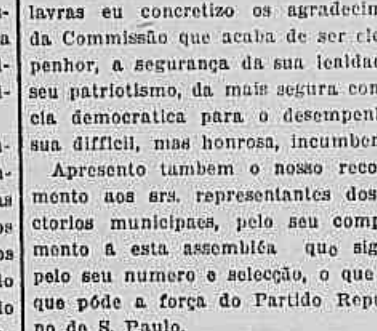 lavras eu concretizo os agradecim
da Commissão que acaba de ser ele
penhor, a segurança da sua lealdad
seu patriotismo, da mais segura con
cia democratica para o desempenh
sua difficil, mas honrosa, incumben
Apresento tambem o nosso reco
mento aos srs. representantes dos
ctorios municipaes, pelo seu comp
mento a esta assembléa que sig
pelo seu numero e selecção, o que
que póde a força do Partido Repu
no de S. Paulo.